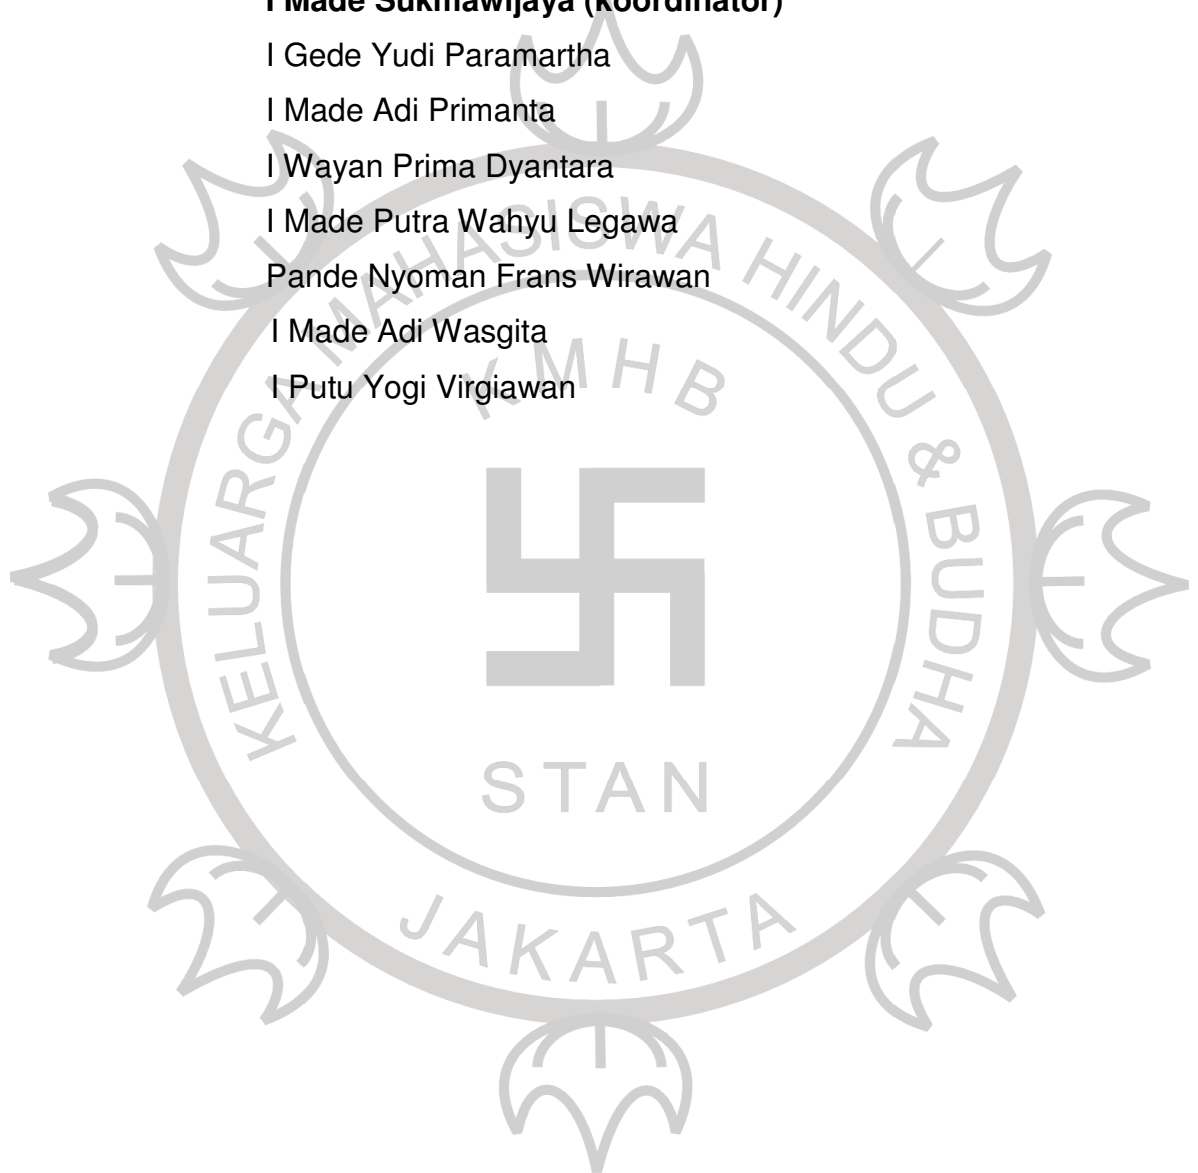 I Made Sukmawijaya (koordinator)
I Gede Yudi Paramartha
I Made Adi Primanta
I Wayan Prima Dyantara
I Made Putra Wahyu Legawa
Pande Nyoman Frans Wirawan
I Made Adi Wasgita
I Putu Yogi Virgiawan
KELUARGA MAHASISWA HINDU & BUDHA
KMHB
STAN
JAKARTA